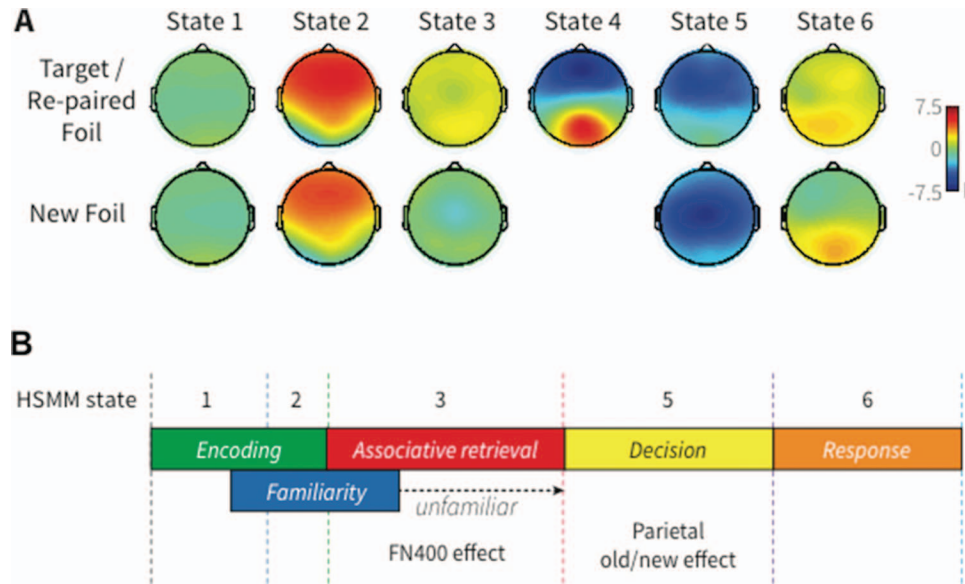 A
State 1 State 2 State 3 State 4 State 5 State 6
Target /
Re-paired
Foil
7.5
0
-7.5
New Foil
B
HSMM state 1 2 3 5 6
Encoding Associative retrieval Decision Response
Familiarity
unfamiliar
FN400 effect
Parietal
old/new effect